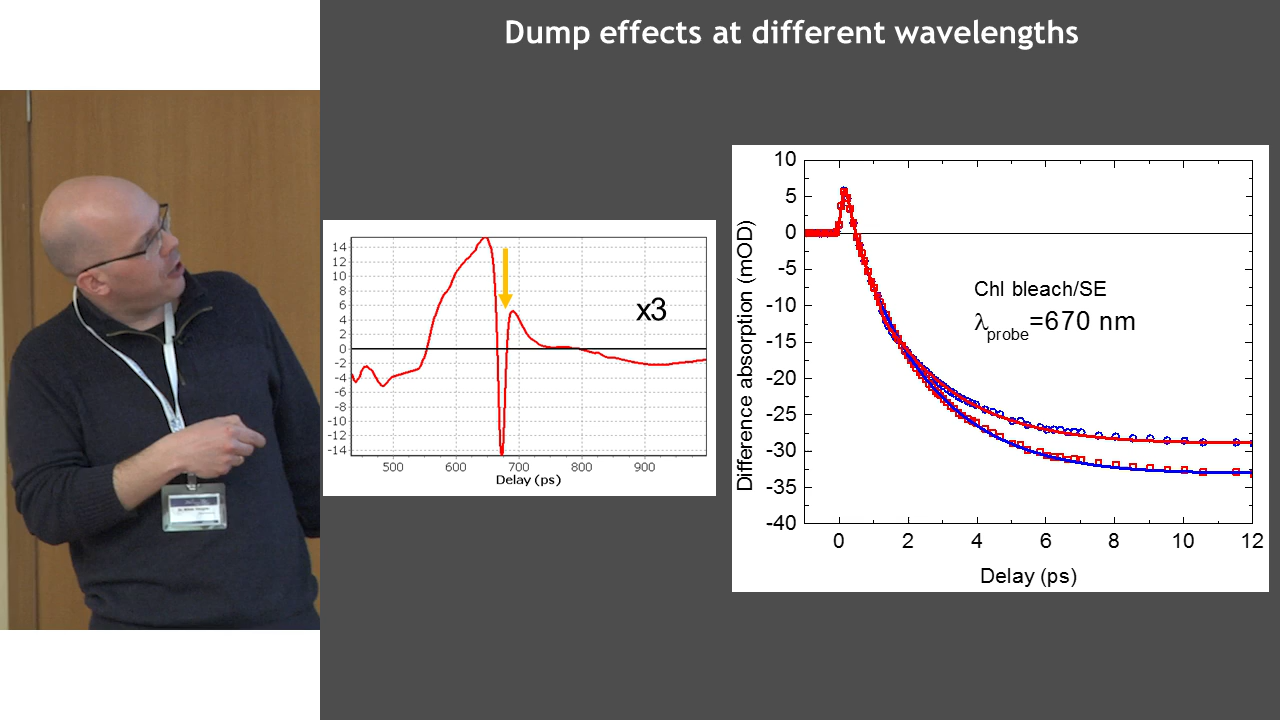 Dump effects at different wavelengths
14
12
10
8
6
4
2
0
-2
-4
-6
-8
-10
-12
-14
x3
500 600 700 800 900
Delay (ps)
Difference absorption (mOD)
10
5
0
-5
-10
-15
-20
-25
-30
-35
-40
Chl bleach/SE
λprobe=670 nm
0 2 4 6 8 10 12
Delay (ps)